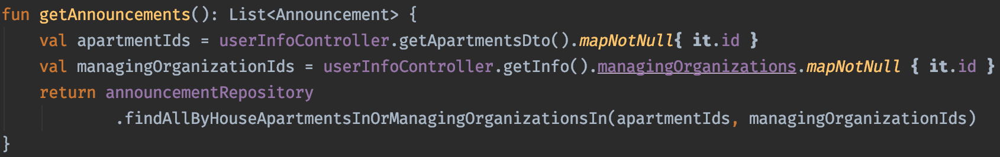 fun getAnnouncements(): List<Announcement> {
    val apartmentIds = userInfoController.getApartmentsDto().mapNotNull{ it.id }
    val managingOrganizationIds = userInfoController.getInfo().managingOrganizations.mapNotNull { it.id }
    return announcementRepository
            .findAllByHouseApartmentsInOrManagingOrganizationsIn(apartmentIds, managingOrganizationIds)
}